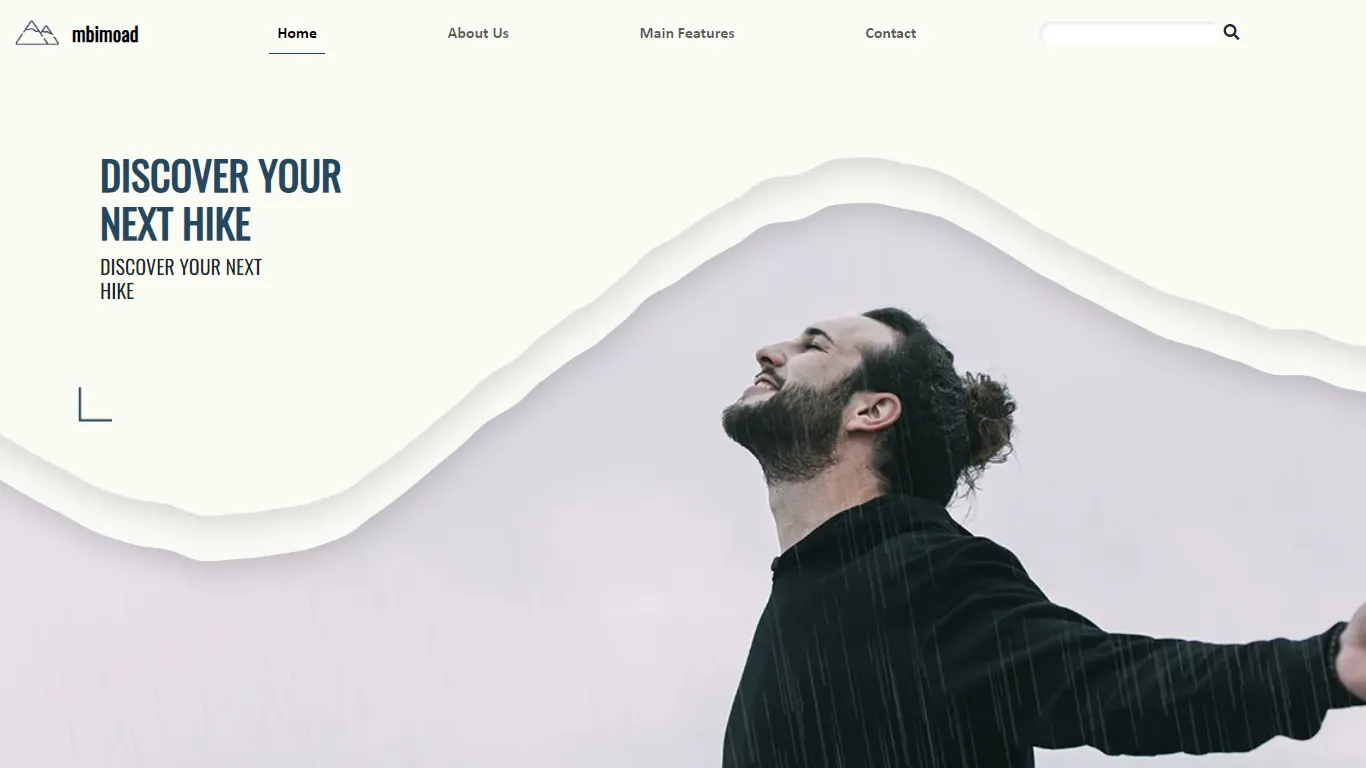 mbimoad
Home
About Us
Main Features
Contact
DISCOVER YOUR
NEXT HIKE
DISCOVER YOUR NEXT
HIKE